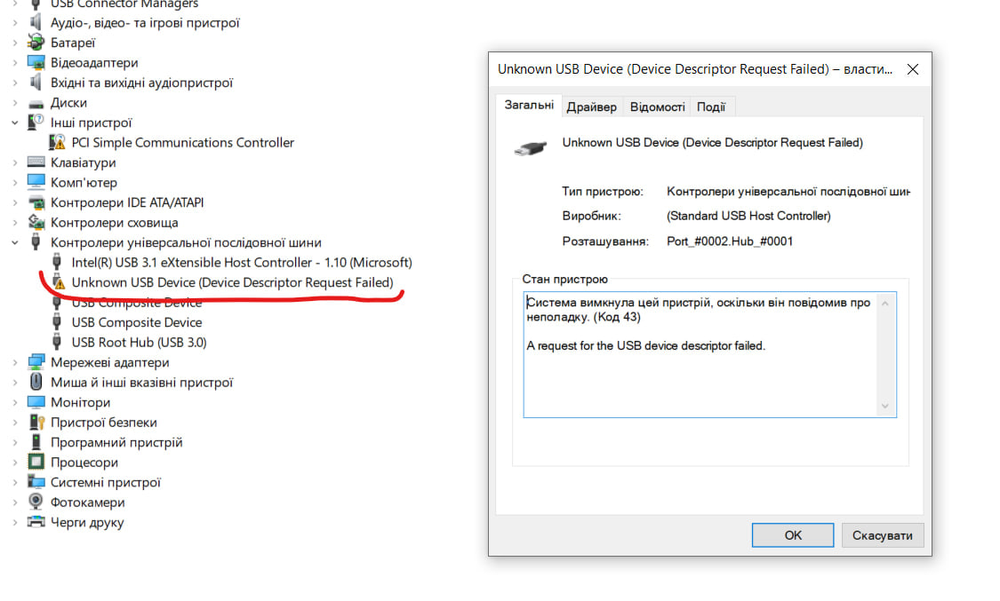 USB Connector Managers
Аудіо-, відео- та ігрові пристрої
Батареї
Відеоадаптери
Вхідні та вихідні аудіопристрої
Диски
Інші пристрої
PCI Simple Communications Controller
Клавіатури
Комп'ютер
Контролери IDE ATA/ATAPI
Контролери сховища
Контролери універсальної послідовної шини
Intel(R) USB 3.1 eXtensible Host Controller - 1.10 (Microsoft)
Unknown USB Device (Device Descriptor Request Failed)
USB Composite Device
USB Composite Device
USB Root Hub (USB 3.0)
Мережеві адаптери
Миша й інші вказівні пристрої
Монітори
Пристрої безпеки
Програмний пристрій
Процесори
Системні пристрої
Фотокамери
Черги друку
Unknown USB Device (Device Descriptor Request Failed) – власти...
Загальні Драйвер Відомості Події
Unknown USB Device (Device Descriptor Request Failed)
Тип пристрою: Контролери універсальної послідовної шин
Виробник: (Standard USB Host Controller)
Розташування: Port_#0002.Hub_#0001
Стан пристрою
Система вимкнула цей пристрій, оскільки він повідомив про
неполадку. (Код 43)
A request for the USB device descriptor failed.
OK Скасувати